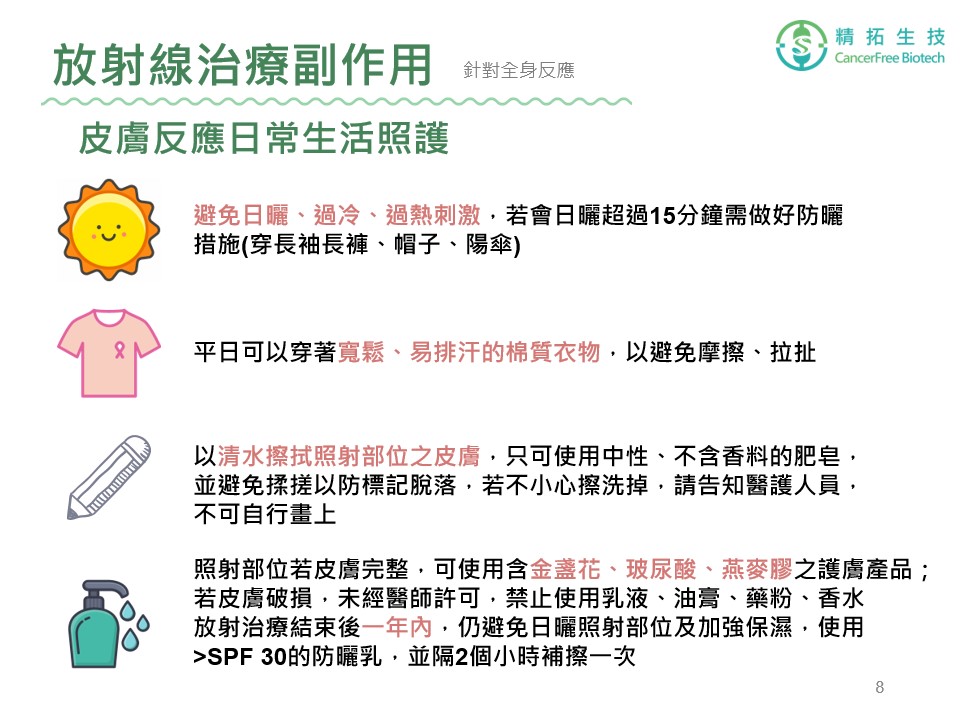 放射線治療副作用
針對全身反應
精拓生技
CancerFree Biotech
皮膚反應日常生活照護
避免日曬、過冷、過熱刺激，若會日曬超過15分鐘需做好防曬
措施(穿長袖長褲、帽子、陽傘)
平日可以穿著寬鬆、易排汗的棉質衣物，以避免摩擦、拉扯
以清水擦拭照射部位之皮膚，只可使用中性、不含香料的肥皂，
並避免揉搓以防標記脫落，若不小心擦洗掉，請告知醫護人員，
不可自行畫上
照射部位若皮膚完整，可使用含金盞花、玻尿酸、燕麥膠之護膚產品；
若皮膚破損，未經醫師許可，禁止使用乳液、油膏、藥粉、香水
放射治療結束後一年內，仍避免日曬照射部位及加強保濕，使用
>SPF 30的防曬乳，並隔2個小時補擦一次
8